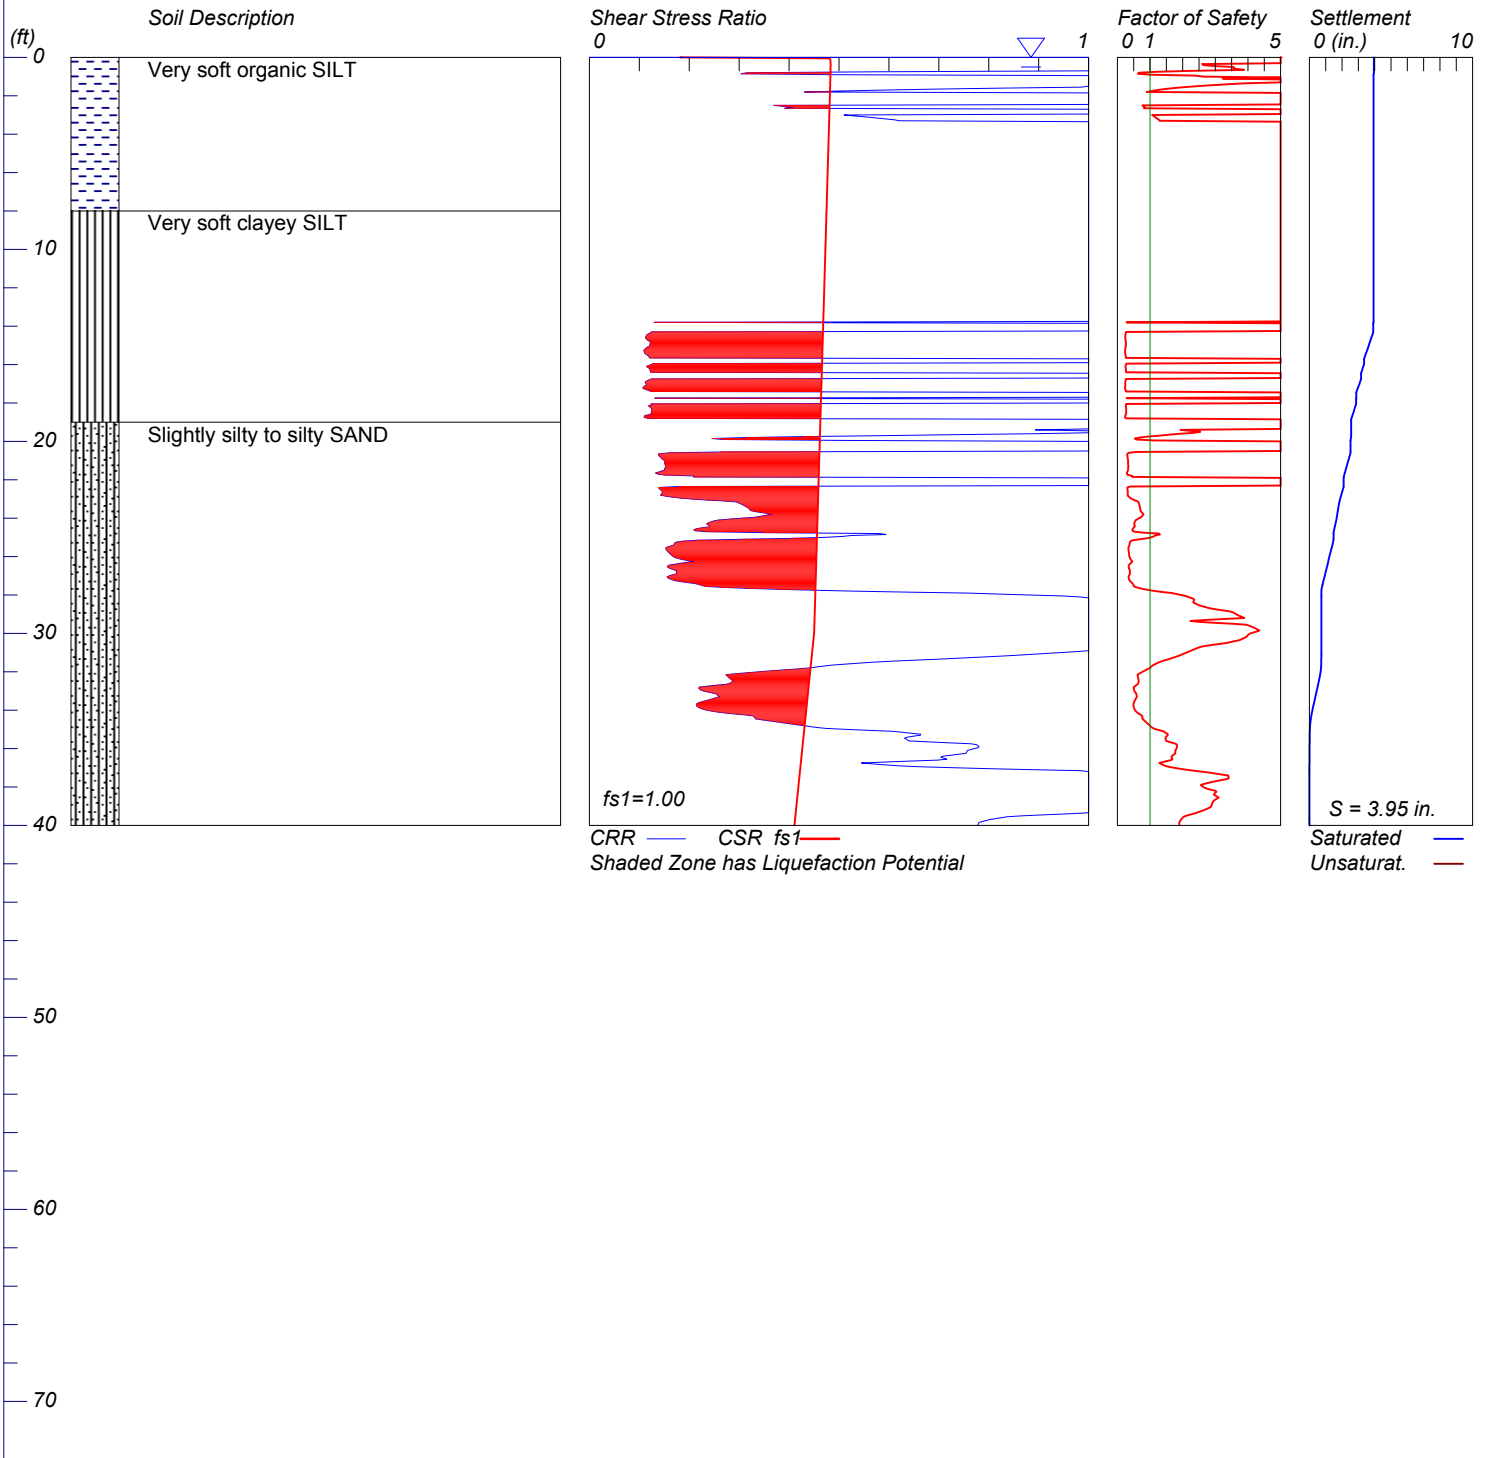 Soil Description
Shear Stress Ratio
Factor of Safety
Settlement
(ft)
0
0
1
0 1
5
0 (in.)
10
Very soft organic SILT
Very soft clayey SILT
10
Slightly silty to silty SAND
20
30
fs1=1.00
S = 3.95 in.
40
CRR
CSR fs1
Saturated
Shaded Zone has Liquefaction Potential
Unsaturat.
50
60
70